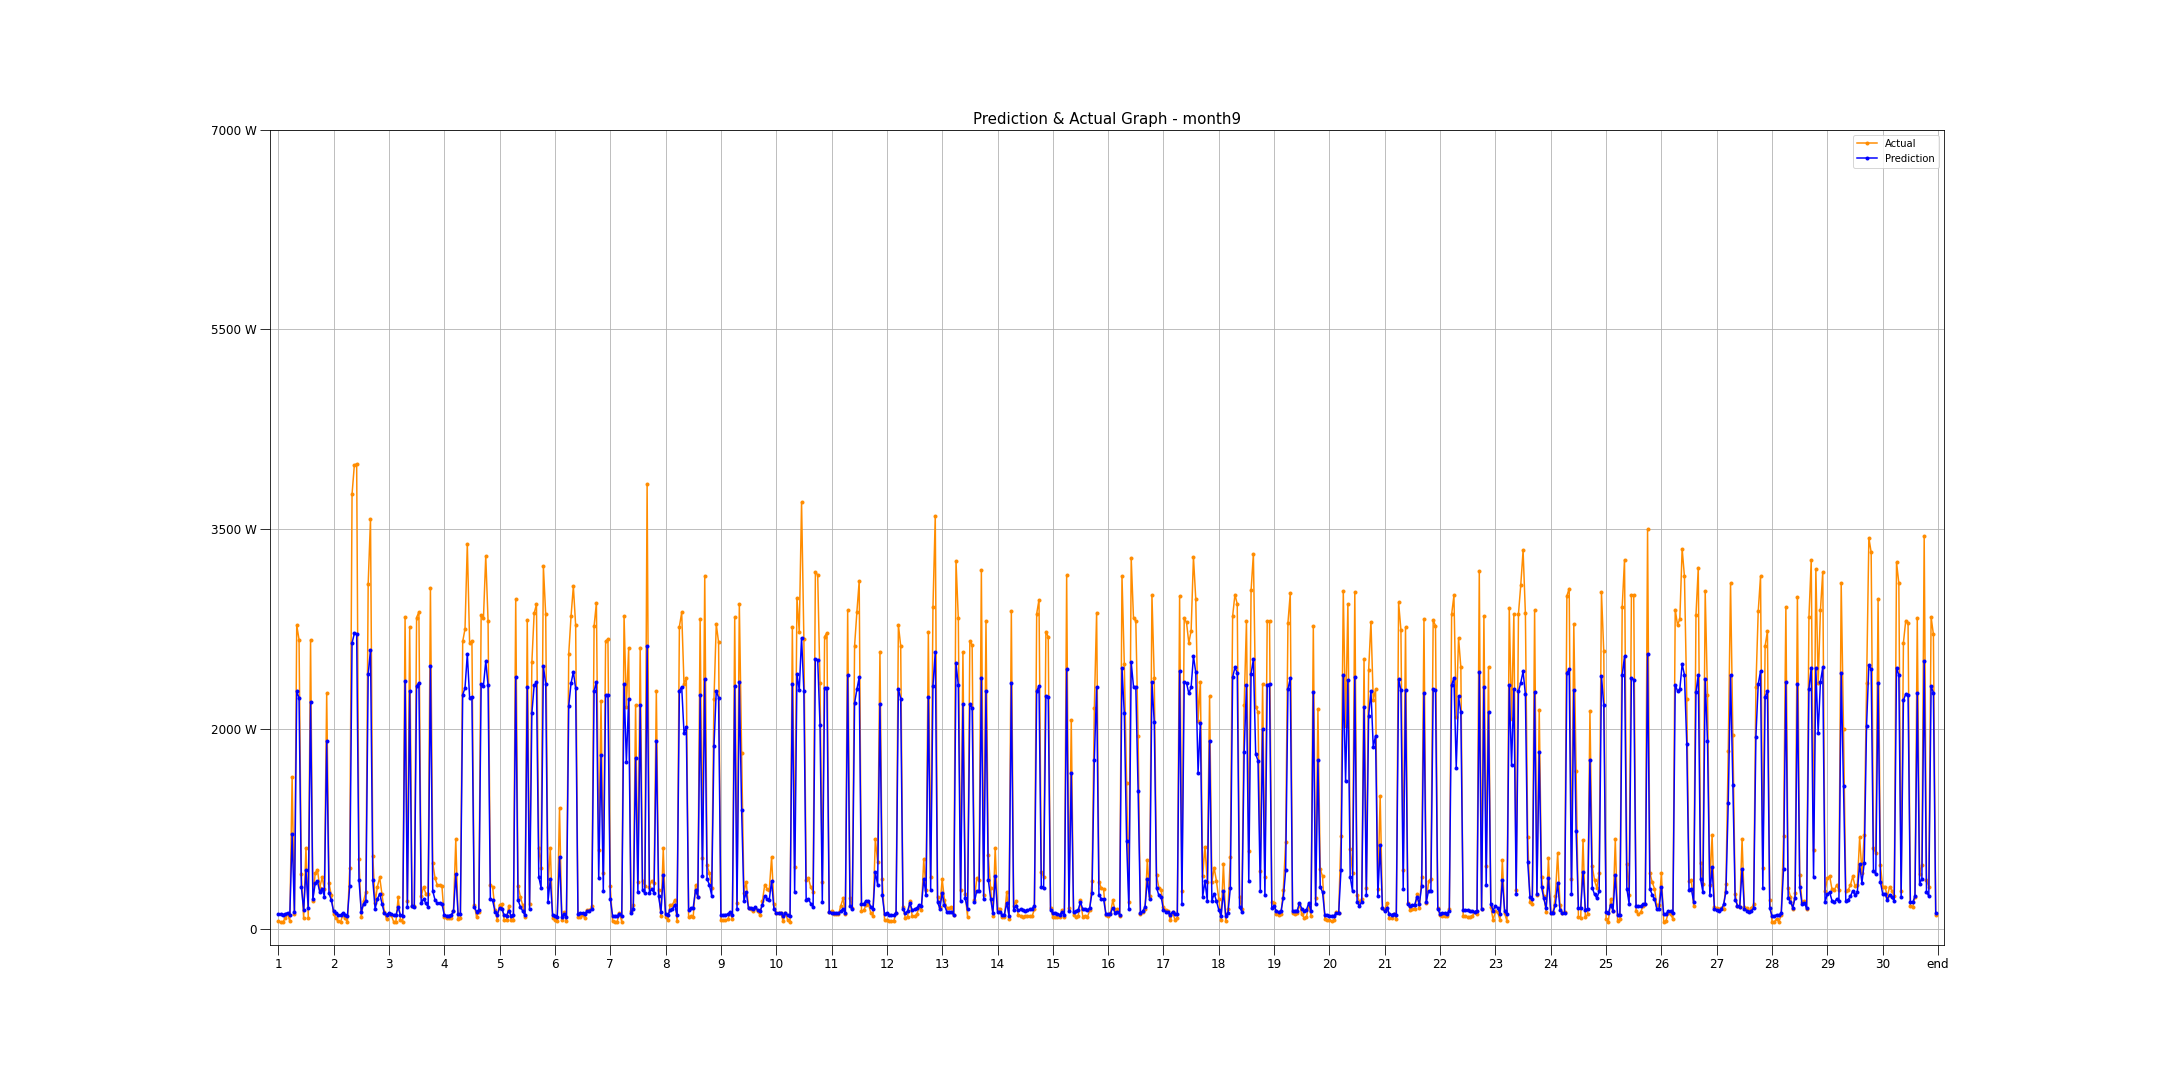 Prediction & Actual Graph - month9
7000 W
Actual
Prediction
5500 W
3500 W
2000 W
0
1 2 3 4 5 6 7 8 9 10 11 12 13 14 15 16 17 18 19 20 21 22 23 24 25 26 27 28 29 30 end